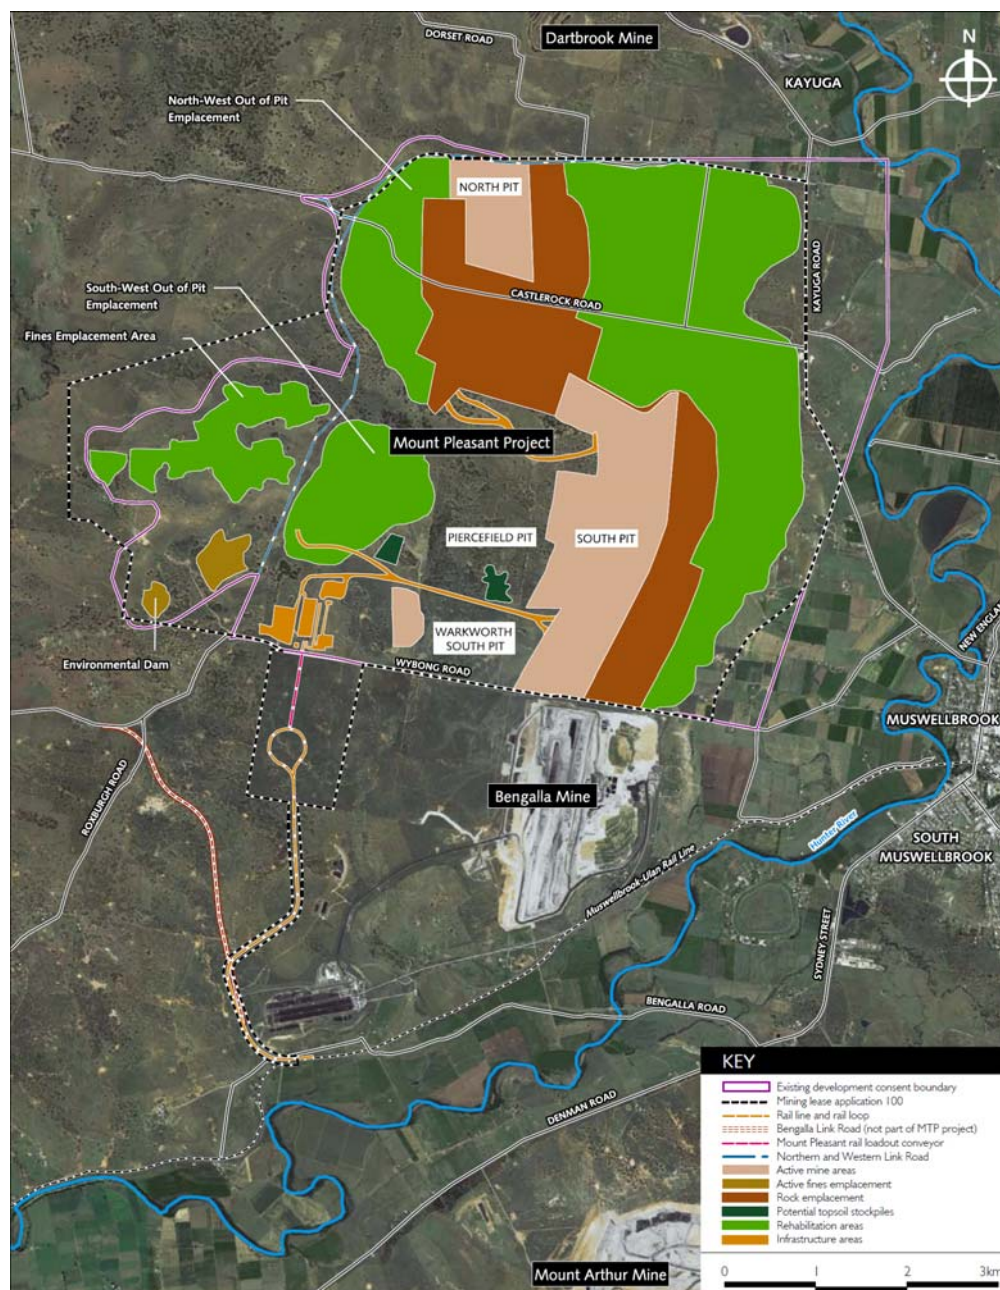 DORSET ROAD
Dartbrook Mine
N
KAYUGA
North-West Out of Pit
Emplacement
NORTH PIT
KAYUGA ROAD
South-West Out of Pit
Emplacement
CASTLEROCK ROAD
Fines Emplacement Area
Mount Pleasant Project
PIERCEFIELD PIT
SOUTH PIT
WARKWORTH
SOUTH PIT
Environmental Dam
WYBONG ROAD
NEW ENGLA
MUSWELLBROOK
ROXBURGH ROAD
Bengalla Mine
Hunter River
SOUTH
MUSWELLBROOK
Muswellbrook-Ulan Rail Line
SYDNEY STREET
BENGALLA ROAD
DENMAN ROAD
Mount Arthur Mine
KEY
Existing development consent boundary
Mining lease application 100
Rail line and rail loop
Bengalla Link Road (not part of MTP project)
Mount Pleasant rail loadout conveyor
Northern and Western Link Road
Active mine areas
Active fines emplacement
Rock emplacement
Potential topsoil stockpiles
Rehabilitation areas
Infrastructure areas
0 1 2 3km